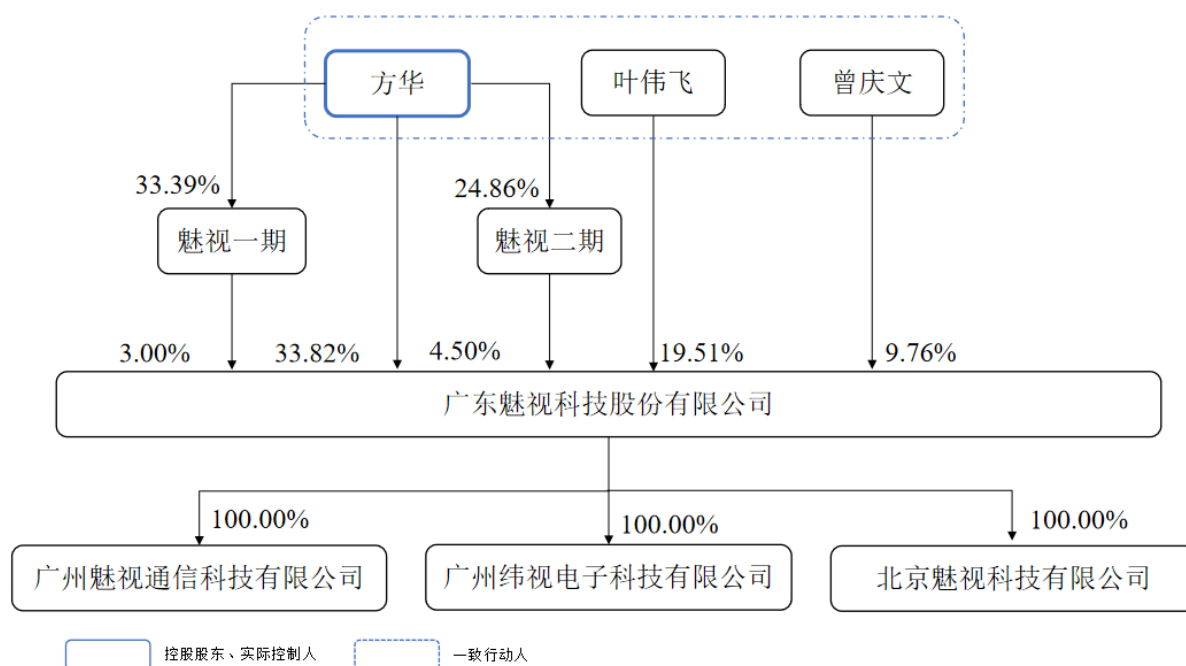 方华
叶伟飞
曾庆文
33.39%
24.86%
魅视一期
魅视二期
3.00%
33.82%
4.50%
19.51%
9.76%
广东魅视科技股份有限公司
100.00%
100.00%
100.00%
广州魅视通信科技有限公司
广州纬视电子科技有限公司
北京魅视科技有限公司
控股股东、实际控制人
一致行动人